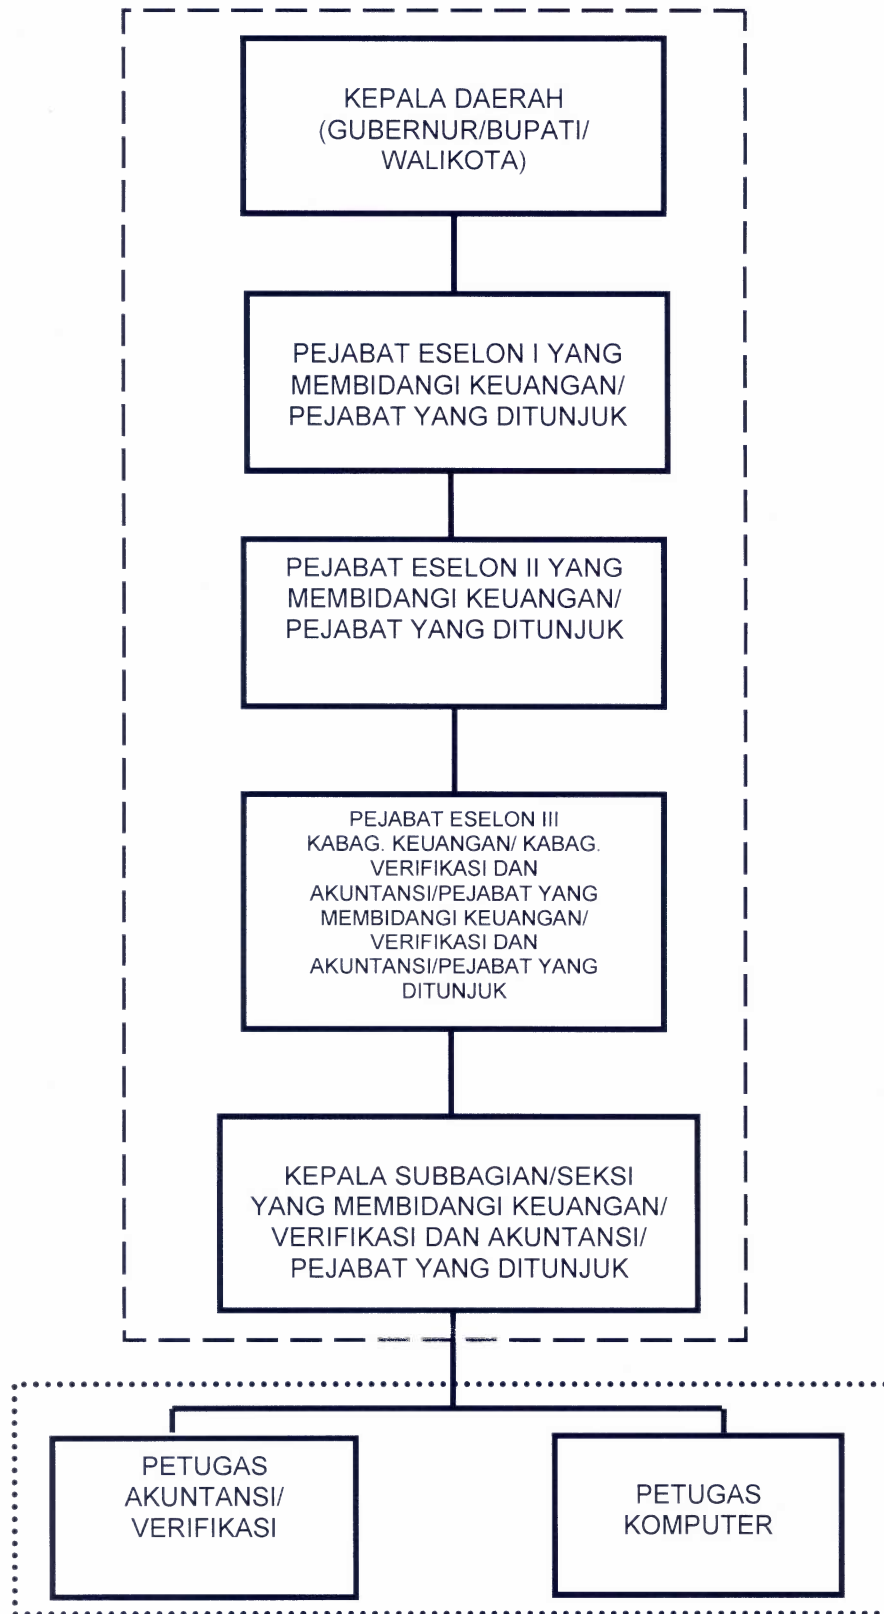 KEPALA DAERAH
(GUBERNUR/BUPATI/
WALIKOTA)
PEJABAT ESELON I YANG
MEMBIDANGI KEUANGAN/
PEJABAT YANG DITUNJUK
PEJABAT ESELON II YANG
MEMBIDANGI KEUANGAN/
PEJABAT YANG DITUNJUK
PEJABAT ESELON III
KABAG. KEUANGAN/ KABAG.
VERIFIKASI DAN
AKUNTANSI/PEJABAT YANG
MEMBIDANGI KEUANGAN/
VERIFIKASI DAN
AKUNTANSI/PEJABAT YANG
DITUNJUK
KEPALA SUBBAGIAN/SEKSI
YANG MEMBIDANGI KEUANGAN/
VERIFIKASI DAN AKUNTANSI/
PEJABAT YANG DITUNJUK
PETUGAS
AKUNTANSI/
VERIFIKASI
PETUGAS
KOMPUTER